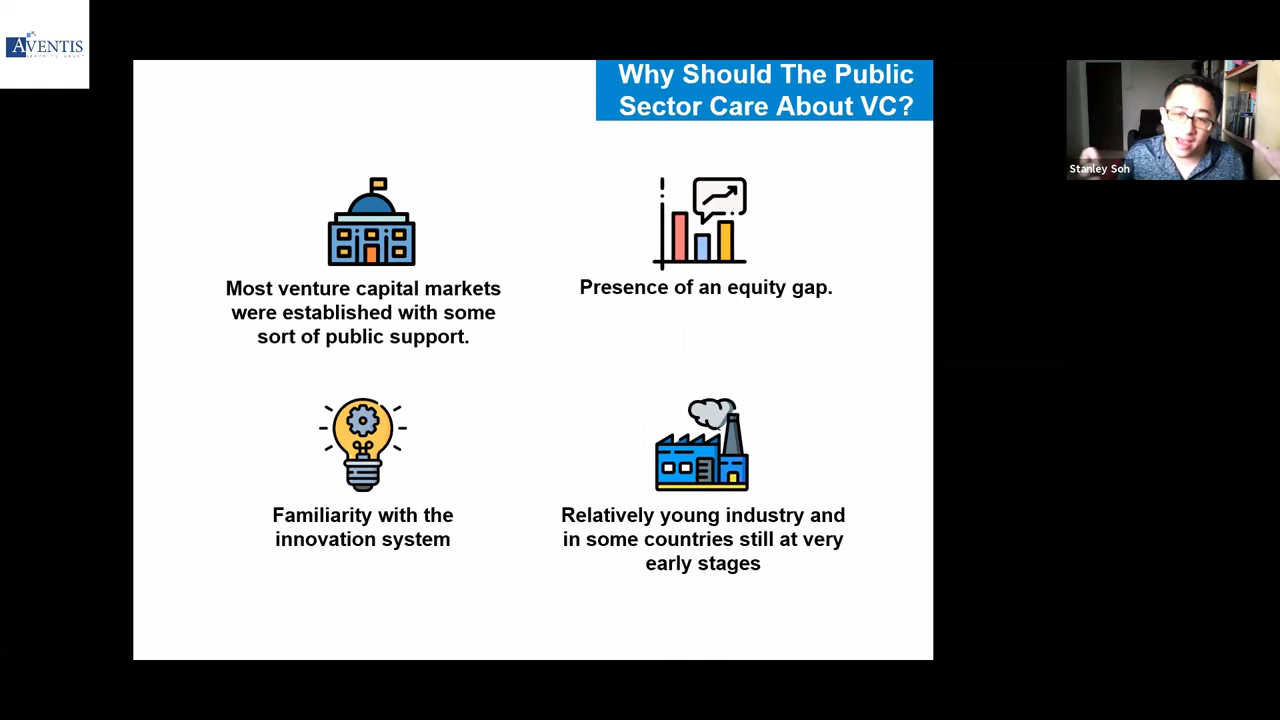 AVENTIS
Why Should The Public
Sector Care About VC?
Stanley Soh
Most venture capital markets
were established with some
sort of public support.
Presence of an equity gap.
Familiarity with the
innovation system
Relatively young industry and
in some countries still at very
early stages